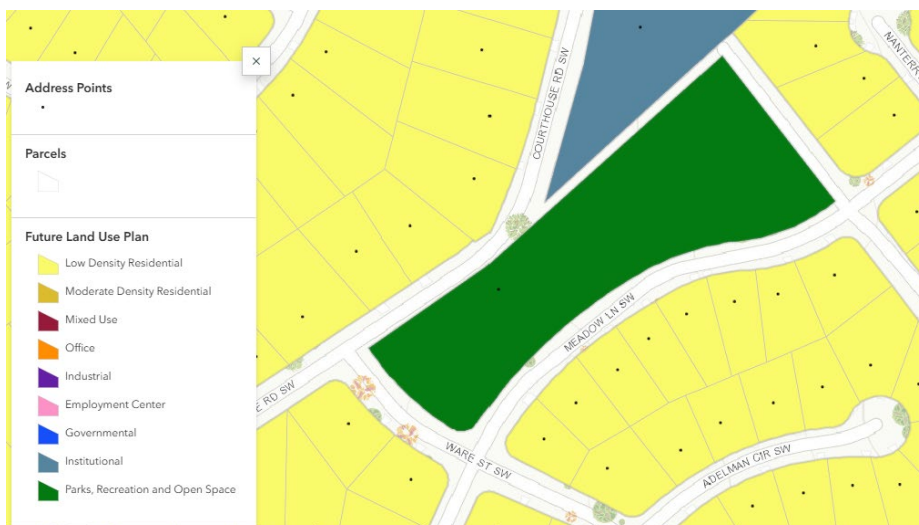 ×
Address Points
Parcels
Future Land Use Plan
Low Density Residential
Moderate Density Residential
Mixed Use
Office
Industrial
Employment Center
Governmental
Institutional
Parks, Recreation and Open Space
COURTHOUSE RD SW
NANTERR
MEADOW LN SW
E RD SW
WARE ST SW
ADELMAN CIR SW